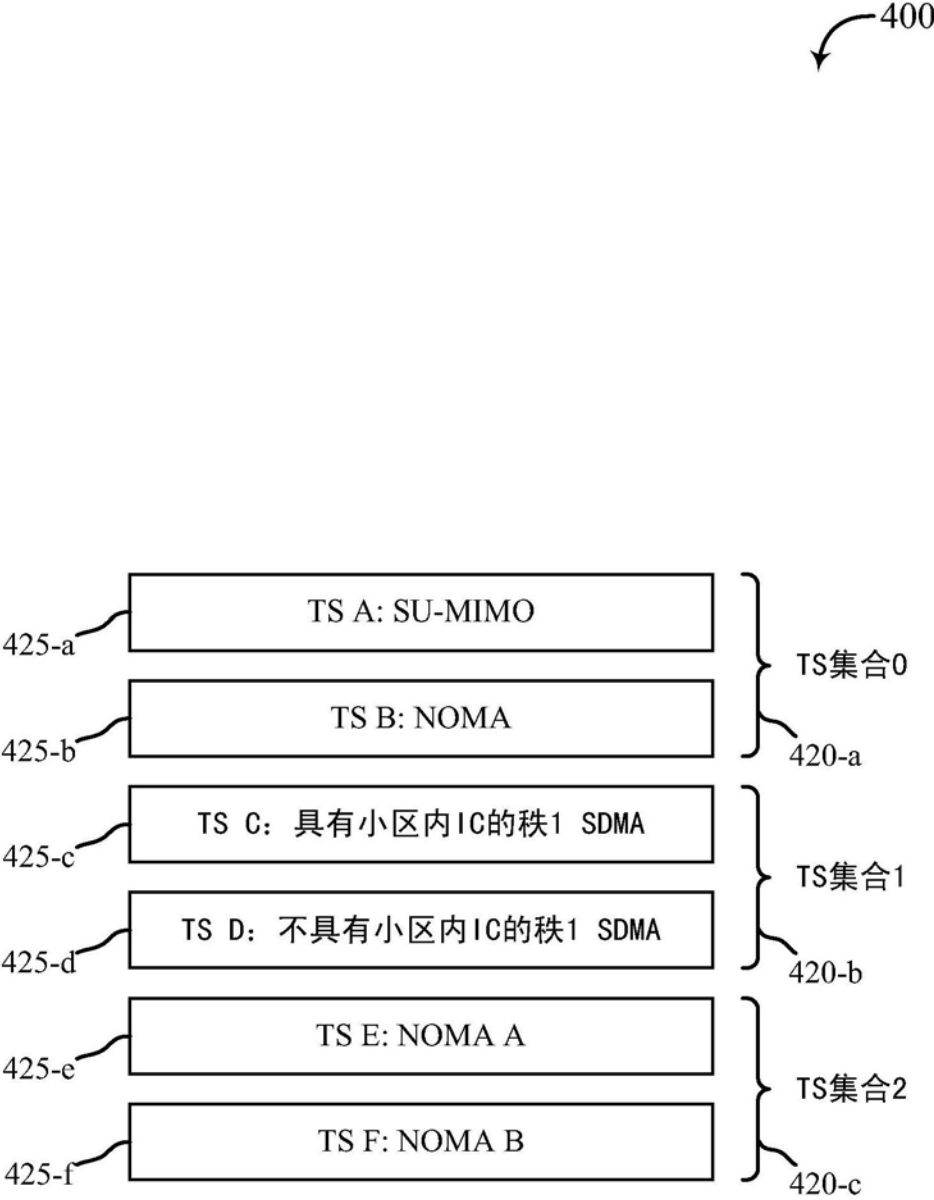 400
TS A: SU-MIMO
425-a
TS集合0
TS B: NOMA
425-b
420-a
TS C: 具有小区内IC的秩1 SDMA
425-c
TS集合1
TS D: 不具有小区内IC的秩1 SDMA
425-d
420-b
TS E: NOMA A
425-e
TS集合2
TS F: NOMA B
425-f
420-c